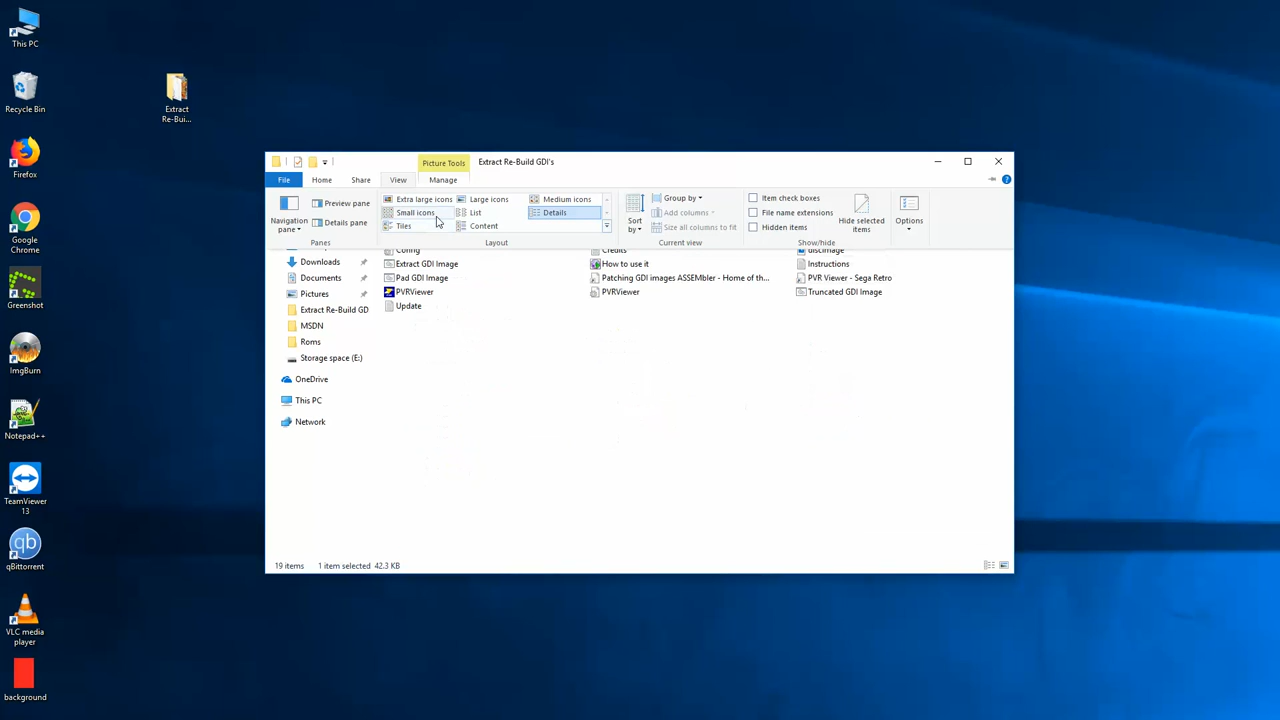 This PC
Recycle Bin
Firefox
Google
Chrome
Greenshot
ImgBurn
Notepad++
TeamViewer
13
qBittorrent
VLC media
player
background
Extract
Re-Bui...
Picture Tools
Extract Re-Build GDI's
File
Home
Share
View
Manage
Navigation
pane
Preview pane
Details pane
Panes
Extra large icons
Large icons
Medium icons
Small icons
List
Details
Tiles
Content
Layout
Sort
by
Group by
Add columns
Size all columns to fit
Current view
Item check boxes
File name extensions
Hidden items
Hide selected
items
Show/hide
Options
Downloads
Documents
Pictures
Extract Re-Build GD
MSDN
Roms
Storage space (E:)
OneDrive
This PC
Network
Config
Credits
discimage
Extract GDI Image
How to use it
Instructions
Pad GDI Image
Patching GDI images ASSEMbler - Home of th...
PVR Viewer - Sega Retro
PVRViewer
PVRViewer
Truncated GDI Image
Update
19 items
1 item selected 42.3 KB